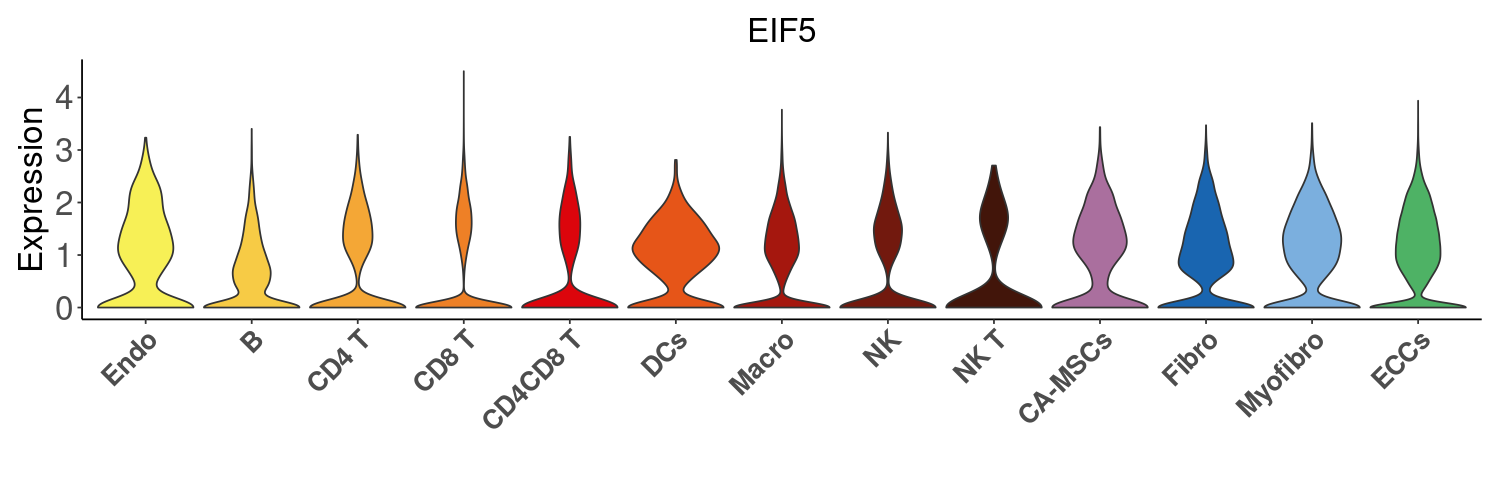 EIF5
Expression
4
3
2
1
0
Endo
B
CD4 T
CD8 T
CD4CD8 T
DCs
Macro
NK
NK T
CA-MSCs
Fibro
Myofibro
ECCs